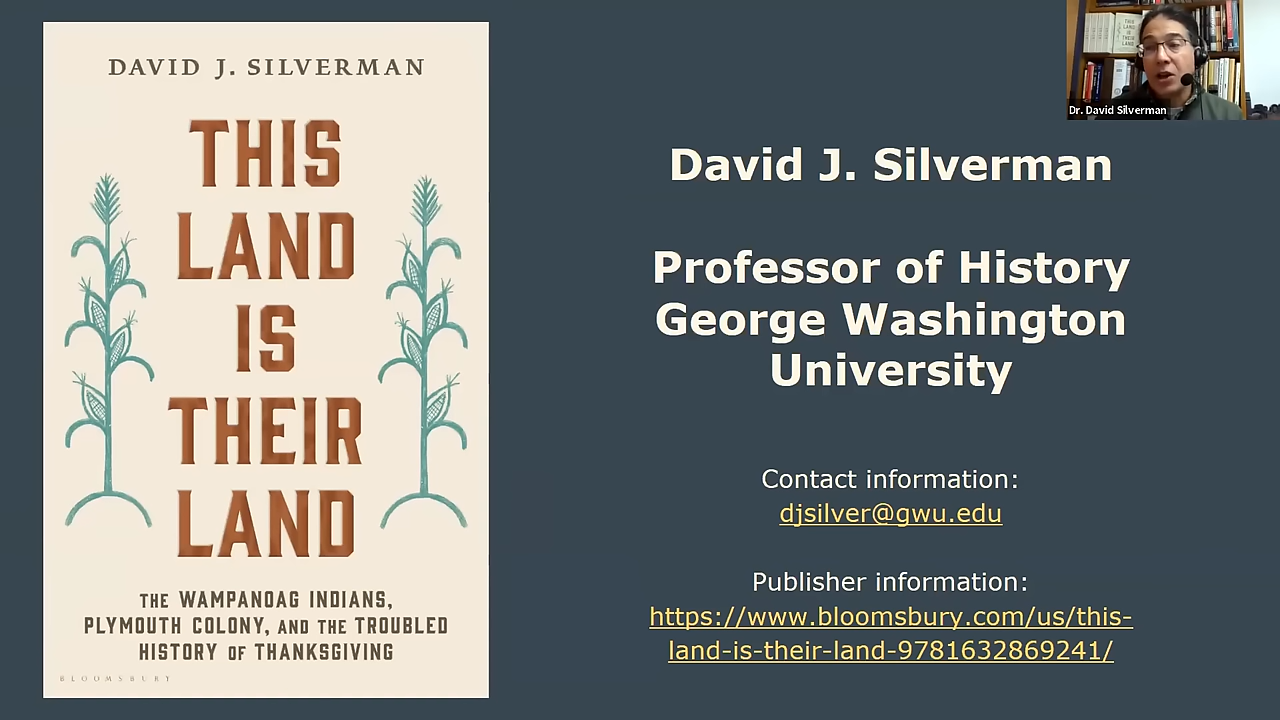 DAVID J. SILVERMAN
THIS
LAND
IS
THEIR
LAND
THE WAMPANOAG INDIANS,
PLYMOUTH COLONY, AND THE TROUBLED
HISTORY OF THANKSGIVING
BLOOMSBURY
Dr. David Silverman
David J. Silverman
Professor of History
George Washington
University
Contact information:
djsilver@gwu.edu
Publisher information:
https://www.bloomsbury.com/us/this-
land-is-their-land-9781632869241/